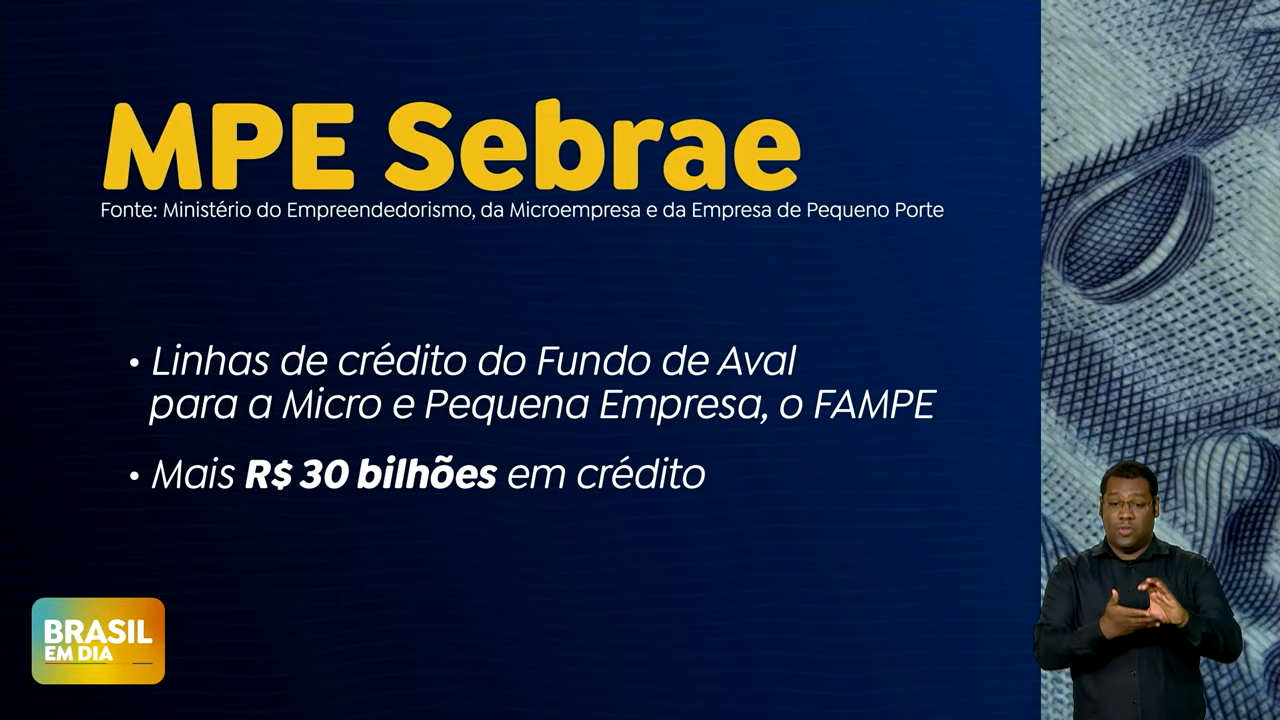 MPE Sebrae
Fonte: Ministério do Empreendedorismo, da Microempresa e da Empresa de Pequeno Porte
• Linhas de crédito do Fundo de Aval
para a Micro e Pequena Empresa, o FAMPE
• Mais R$ 30 bilhões em crédito
BRASIL
EM DIA